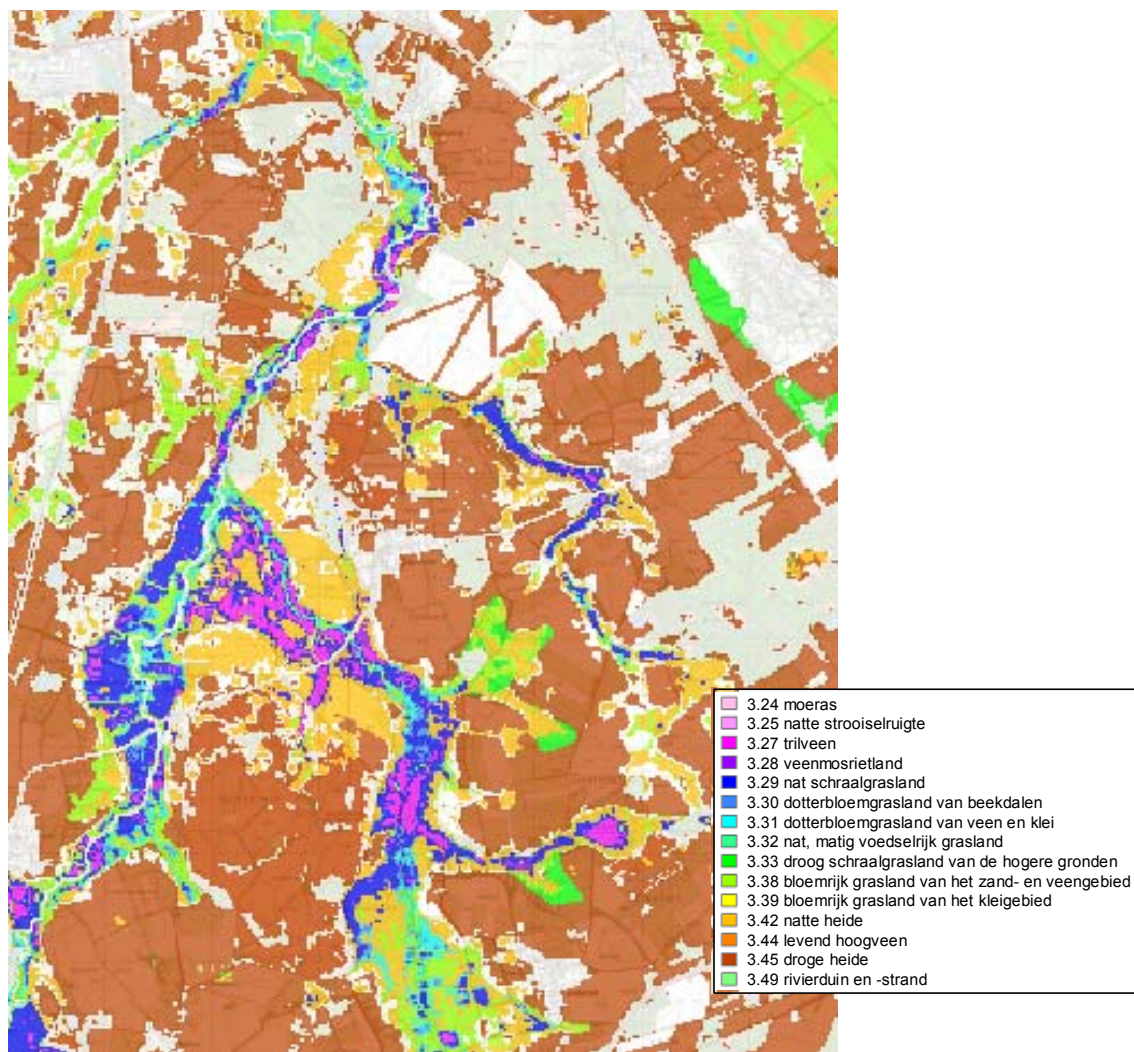 3.24 moeras
3.25 natte strooiselruigte
3.27 trilveen
3.28 veenmosrietland
3.29 nat schraalgrasland
3.30 dotterbloemgrasland van beekdalen
3.31 dotterbloemgrasland van veen en klei
3.32 nat, matig voedselrijk grasland
3.33 droog schraalgrasland van de hogere gronden
3.38 bloemrijk grasland van het zand- en veengebied
3.39 bloemrijk grasland van het kleigebied
3.42 natte heide
3.44 levend hoogveen
3.45 droge heide
3.49 rivierduin en -strand